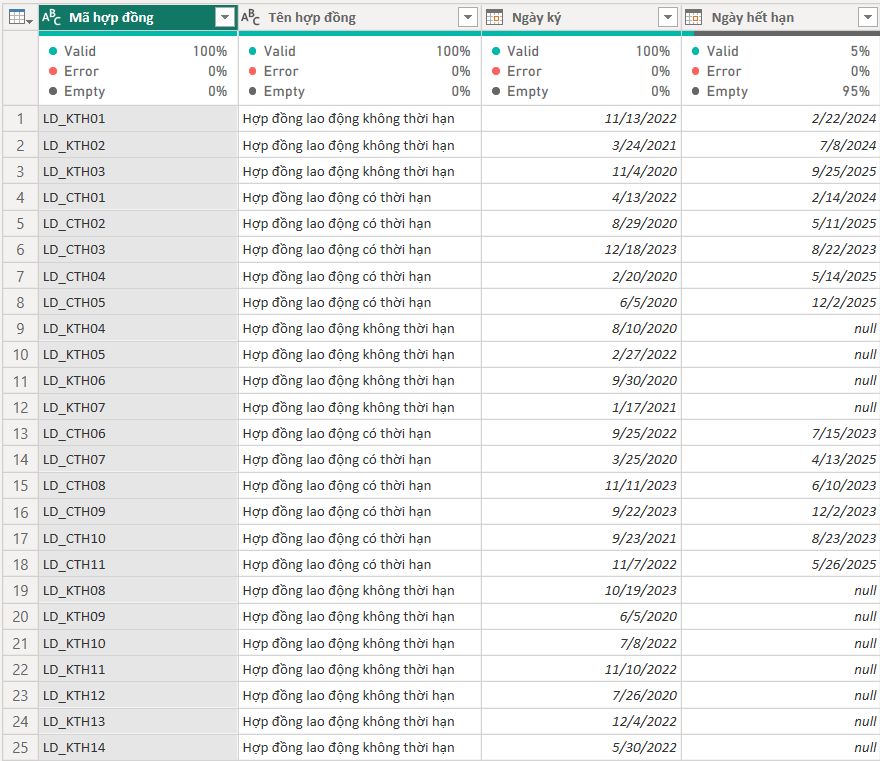 Mã hợp đồng Tên hợp đồng Ngày ký Ngày hết hạn
Valid 100% Valid 100% Valid 100% Valid 5%
Error 0% Error 0% Error 0% Error 0%
Empty 0% Empty 0% Empty 0% Empty 95%
1 LD_KTH01 Hợp đồng lao động không thời hạn 11/13/2022 2/22/2024
2 LD_KTH02 Hợp đồng lao động không thời hạn 3/24/2021 7/8/2024
3 LD_KTH03 Hợp đồng lao động không thời hạn 11/4/2020 9/25/2025
4 LD_CTH01 Hợp đồng lao động có thời hạn 4/13/2022 2/14/2024
5 LD_CTH02 Hợp đồng lao động có thời hạn 8/29/2020 5/11/2025
6 LD_CTH03 Hợp đồng lao động có thời hạn 12/18/2023 8/22/2023
7 LD_CTH04 Hợp đồng lao động có thời hạn 2/20/2020 5/14/2025
8 LD_CTH05 Hợp đồng lao động có thời hạn 6/5/2020 12/2/2025
9 LD_KTH04 Hợp đồng lao động không thời hạn 8/10/2020 null
10 LD_KTH05 Hợp đồng lao động không thời hạn 2/27/2022 null
11 LD_KTH06 Hợp đồng lao động không thời hạn 9/30/2020 null
12 LD_KTH07 Hợp đồng lao động không thời hạn 1/17/2021 null
13 LD_CTH06 Hợp đồng lao động có thời hạn 9/25/2022 7/15/2023
14 LD_CTH07 Hợp đồng lao động có thời hạn 3/25/2020 4/13/2025
15 LD_CTH08 Hợp đồng lao động có thời hạn 11/11/2023 6/10/2023
16 LD_CTH09 Hợp đồng lao động có thời hạn 9/22/2023 12/2/2023
17 LD_CTH10 Hợp đồng lao động có thời hạn 9/23/2021 8/23/2023
18 LD_CTH11 Hợp đồng lao động có thời hạn 11/7/2022 5/26/2025
19 LD_KTH08 Hợp đồng lao động không thời hạn 10/19/2023 null
20 LD_KTH09 Hợp đồng lao động không thời hạn 6/5/2020 null
21 LD_KTH10 Hợp đồng lao động không thời hạn 7/8/2022 null
22 LD_KTH11 Hợp đồng lao động không thời hạn 11/10/2022 null
23 LD_KTH12 Hợp đồng lao động không thời hạn 7/26/2020 null
24 LD_KTH13 Hợp đồng lao động không thời hạn 12/4/2022 null
25 LD_KTH14 Hợp đồng lao động không thời hạn 5/30/2022 null